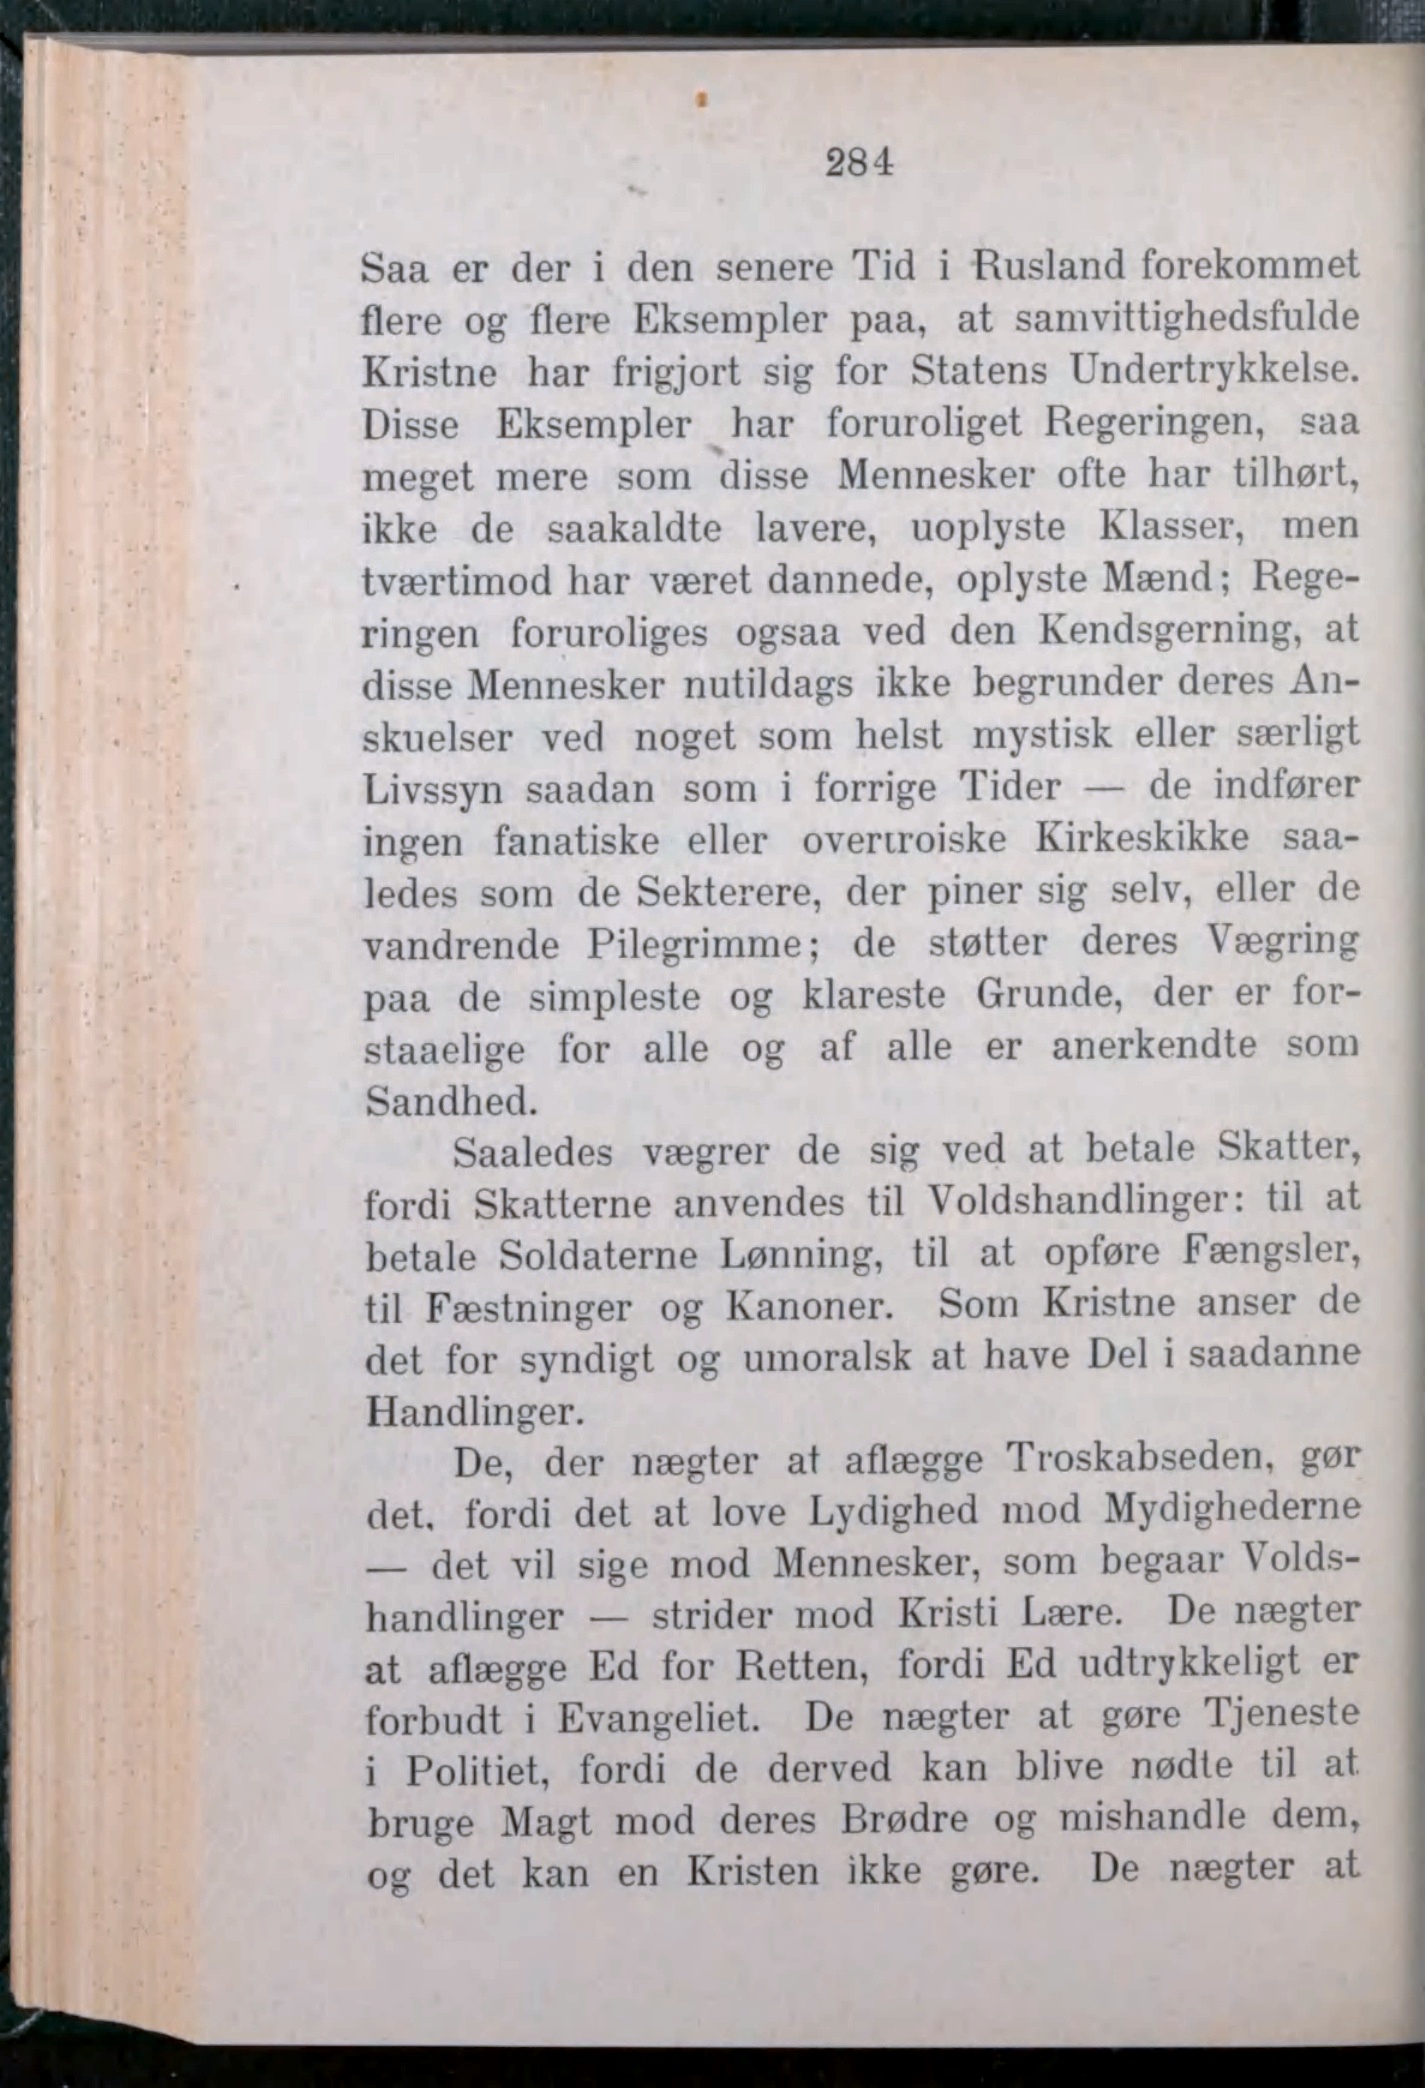 284
Saa er der i den senere Tid i Rusland forekommet
flere og flere Eksempler paa, at samvittighedsfulde
Kristne har frigjort sig for Statens Undertrykkelse.
Disse Eksempler har foruroliget Regeringen, saa
meget mere som disse Mennesker ofte har tilhørt,
ikke de saakaldte lavere, uoplyste Klasser, men
tværtimod har været dannede, oplyste Mænd; Rege-
ringen foruroliges ogsaa ved den Kendsgerning, at
disse Mennesker nutildags ikke begrunder deres An-
skuelser ved noget som helst mystisk eller særligt
Livssyn saadan som i forrige Tider — de indfører
ingen fanatiske eller overtroiske Kirkeskikke saa-
ledes som de Sekterere, der piner sig selv, eller de
vandrende Pilegrimme; de støtter deres Vægring
paa de simpleste og klareste Grunde, der er for-
staaelige for alle og af alle er anerkendte som
Sandhed.
Saaledes vægrer de sig ved at betale Skatter,
fordi Skatterne anvendes til Voldshandlinger: til at
betale Soldaterne Lønning, til at opføre Fængsler,
til Fæstninger og Kanoner. Som Kristne anser de
det for syndigt og umoralsk at have Del i saadanne
Handlinger.
De, der nægter at aflægge Troskabseden, gør
det, fordi det at love Lydighed mod Mydighederne
— det vil sige mod Mennesker, som begaar Volds-
handlinger — strider mod Kristi Lære. De nægter
at aflægge Ed for Retten, fordi Ed udtrykkeligt er
forbudt i Evangeliet. De nægter at gøre Tjeneste
i Politiet, fordi de derved kan blive nødte til at
bruge Magt mod deres Brødre og mishandle dem,
og det kan en Kristen ikke gøre. De nægter at